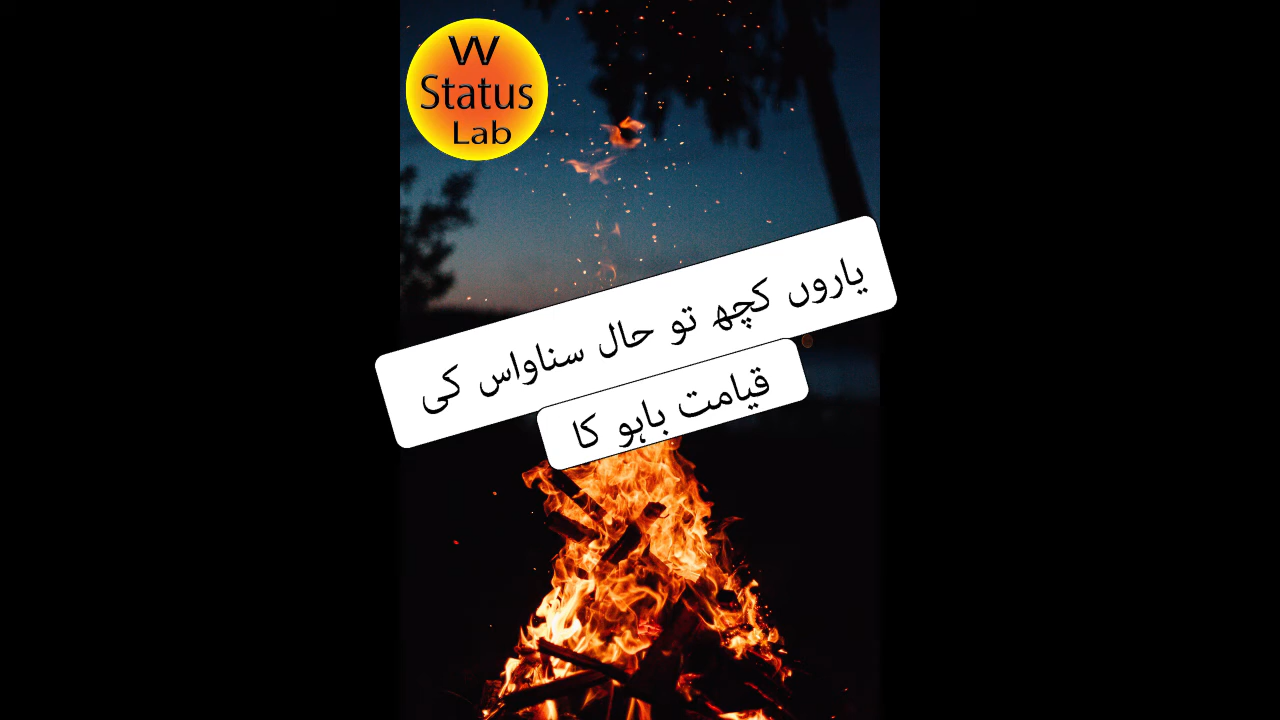 W
Status
Lab
یاروں کچھ تو حال سناواس کی
قیامت باہو کا